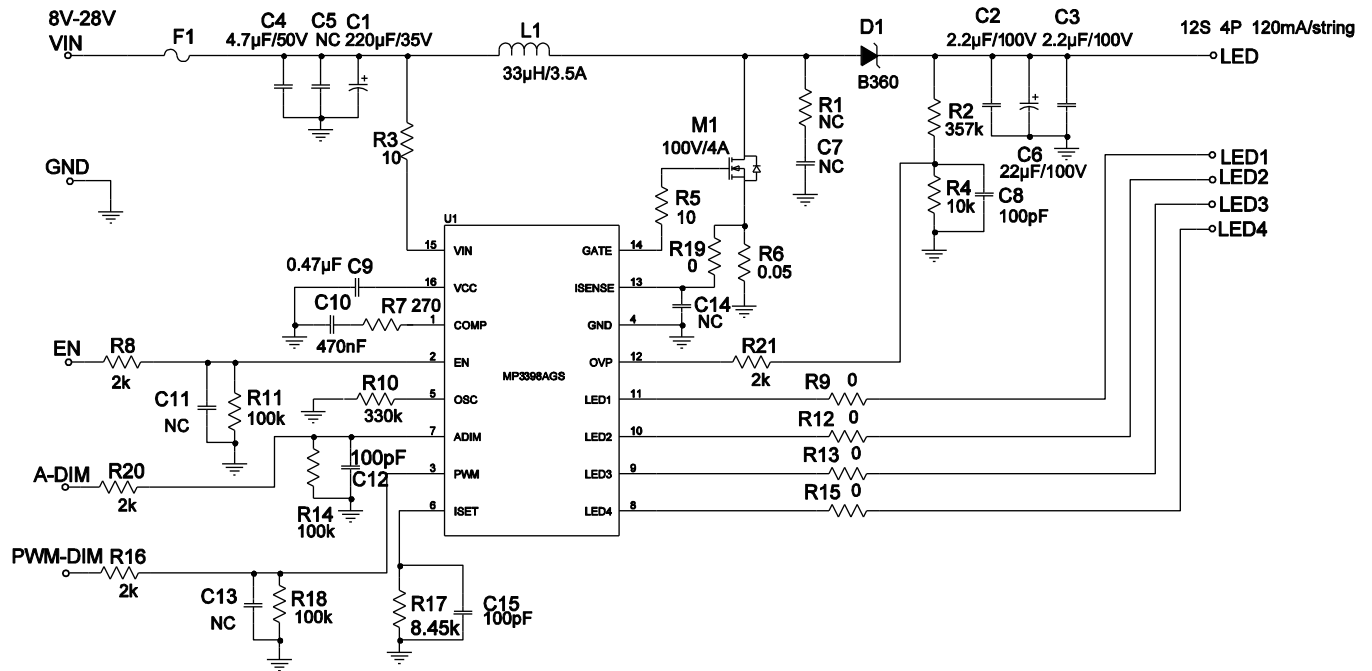 8V-28V
VIN
F1
C4
4.7µF/50V
C5
NC
C1
220µF/35V
L1
33µH/3.5A
D1
B360
C2
2.2µF/100V
C3
2.2µF/100V
12S 4P 120mA/string
LED
R3
10
M1
100V/4A
R1
NC
C7
NC
R2
357k
C6
22µF/100V
LED1
LED2
LED3
LED4
GND
R5
10
R4
10k
C8
100pF
U1
R19
0
R6
0.05
15
VIN
GATE
14
0.47µF
C9
16
VCC
ISENSE
13
C14
NC
C10
470nF
R7 270
1
COMP
GND
4
EN
R8
2k
2
EN
OVP
12
R21
2k
MP3398AGS
C11
NC
R11
100k
R10
330k
5
OSC
LED1
11
R9 0
7
ADIM
LED2
10
R12 0
A-DIM
R20
2k
100pF
C12
3
PWM
LED3
9
R13 0
R14
100k
6
ISET
LED4
8
R15 0
PWM-DIM
R16
2k
C13
NC
R18
100k
R17
8.45k
C15
100pF